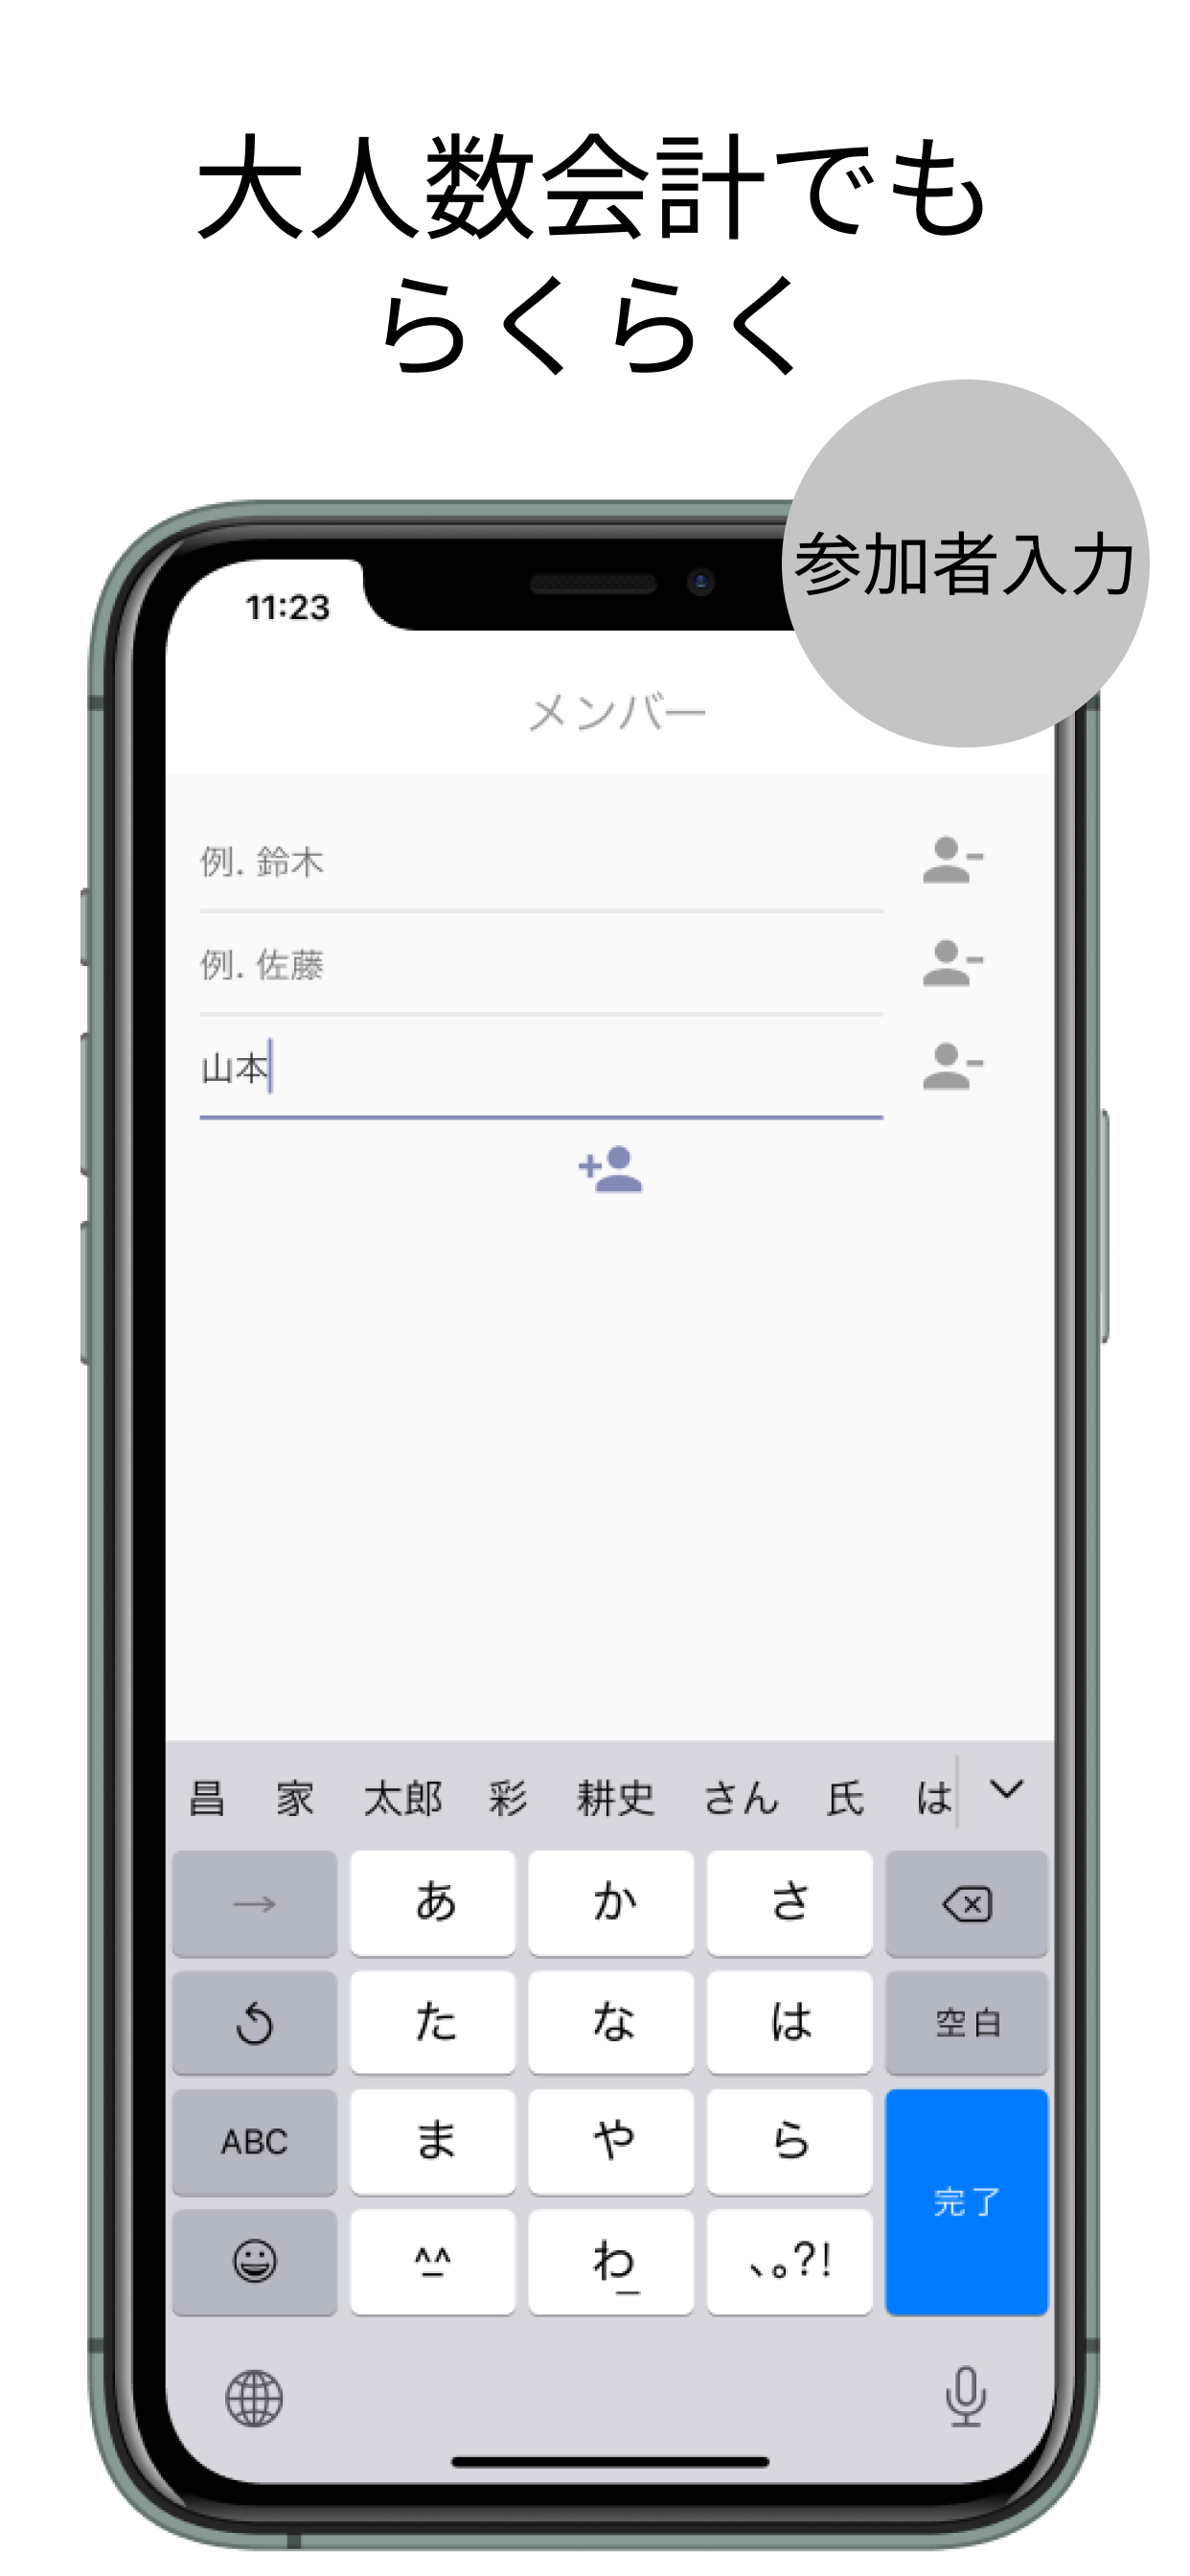 大人数会計でも
らくらく
参加者入力
11:23
メンバー
例. 鈴木
例. 佐藤
山本
昌 家 太郎 彩 耕史 さん 氏 は
→ あ か さ
た な は 空白
ABC ま や ら
完了
^^ わ 、。?!